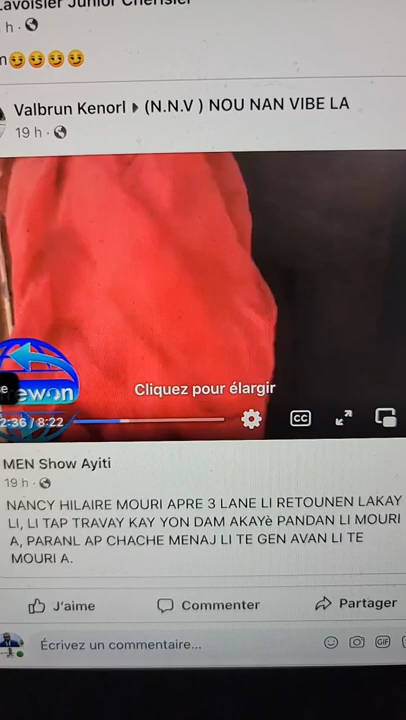 Lavoisier Junior Cherisier
h ·
n😏😏😏😏
Valbrun Kenorl ▸ (N.N.V ) NOU NAN VIBE LA
19 h ·
Cliquez pour élargir
e
ewon
2:36 / 8:22
CC
MEN Show Ayiti
19 h ·
NANCY HILAIRE MOURI APRE 3 LANE LI RETOUNEN LAKAY
LI, LI TAP TRAVAY KAY YON DAM AKAYè PANDAN LI MOURI
A, PARANL AP CHACHE MENAJ LI TE GEN AVAN LI TE
MOURI A.
J'aime
Commenter
Partager
Écrivez un commentaire...
GIF